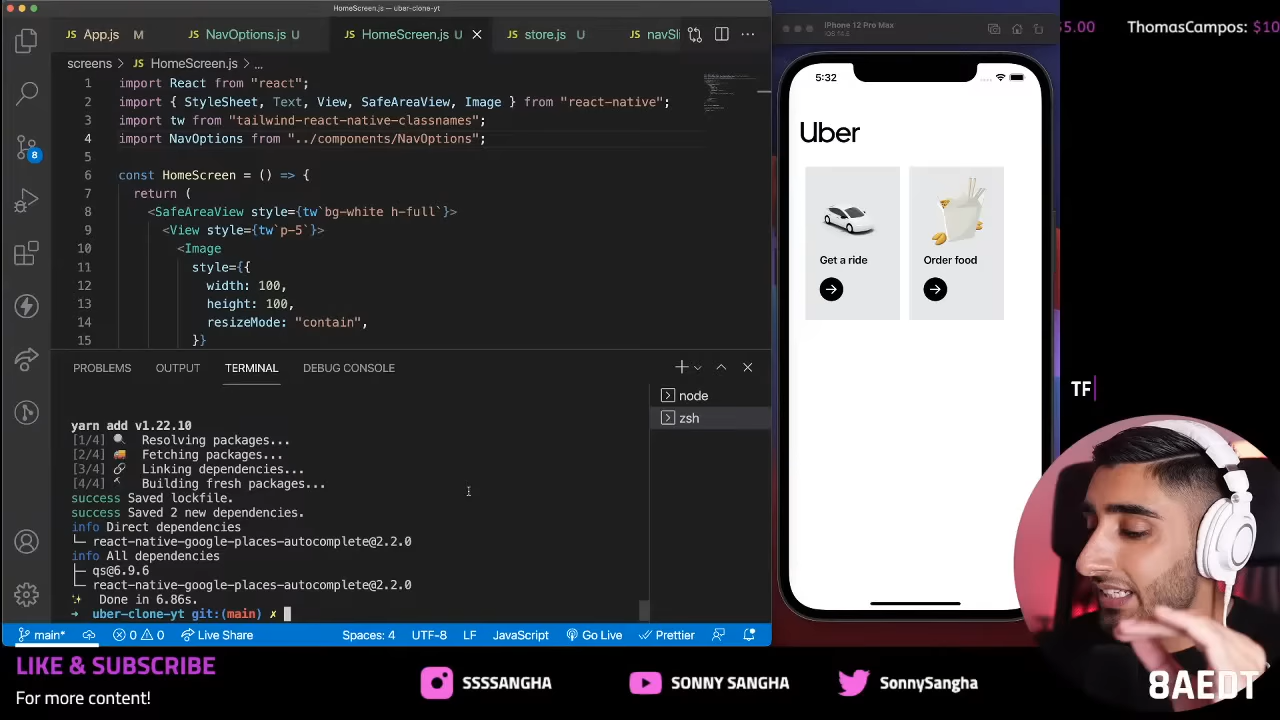 HomeScreen.js — uber-clone-yt
JS App.js M
JS NavOptions.js U
JS HomeScreen.js U
JS store.js U
JS navSli
screens > JS HomeScreen.js > ...
1 import React from "react";
2 import { StyleSheet, Text, View, SafeAreaView, Image } from "react-native";
3 import tw from "tailwind-react-native-classnames";
4 import NavOptions from "../components/NavOptions";
5
6 const HomeScreen = () => {
7 return (
8 <SafeAreaView style={tw`bg-white h-full`}>
9 <View style={tw`p-5`}>
10 <Image
11 style={{
12 width: 100,
13 height: 100,
14 resizeMode: "contain",
15 }}
8
PROBLEMS OUTPUT TERMINAL DEBUG CONSOLE
node
zsh
yarn add v1.22.10
[1/4] Resolving packages...
[2/4] Fetching packages...
[3/4] Linking dependencies...
[4/4] Building fresh packages...
success Saved lockfile.
success Saved 2 new dependencies.
info Direct dependencies
└─ react-native-google-places-autocomplete@2.2.0
info All dependencies
├─ qs@6.9.6
└─ react-native-google-places-autocomplete@2.2.0
Done in 6.86s.
➜ uber-clone-yt git:(main) ✗
main* 0 0 Live Share Spaces: 4 UTF-8 LF JavaScript Go Live Prettier
iPhone 12 Pro Max
5:32
Uber
Get a ride
Order food
$5.00 ThomasCampos: $10
TF
LIKE & SUBSCRIBE
For more content!
SSSSANGHA
SONNY SANGHA
SonnySangha
8AEDT